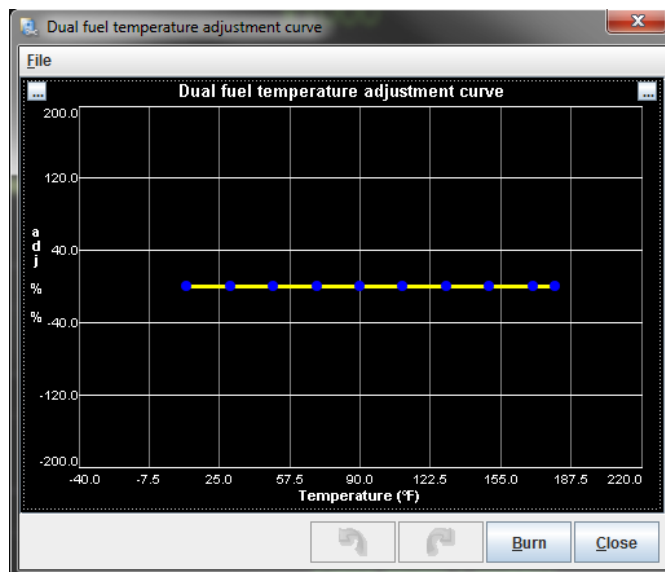 Dual fuel temperature adjustment curve
File
...
Dual fuel temperature adjustment curve
...
200.0
120.0
adj
40.0
%
%
-40.0
-120.0
-200.0
-40.0 -7.5 25.0 57.5 90.0 122.5 155.0 187.5 220.0
Temperature (°F)
Burn Close